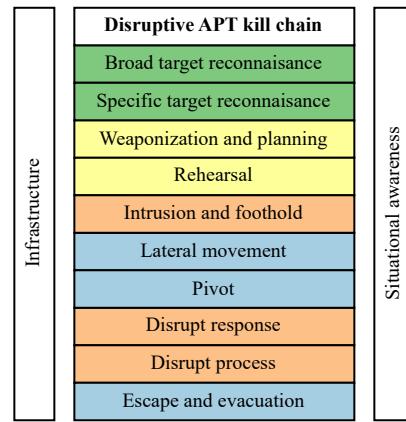 Disruptive APT kill chain
Broad target reconnaisance
Specific target reconnaisance
Weaponization and planning
Rehearsal
Intrusion and foothold
Lateral movement
Pivot
Disrupt response
Disrupt process
Escape and evacuation
Infrastructure
Situational awareness